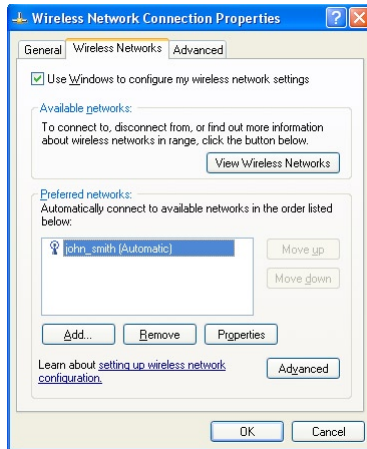 Wireless Network Connection Properties
General Wireless Networks Advanced
Use Windows to configure my wireless network settings
Available networks:
To connect to, disconnect from, or find out more information
about wireless networks in range, click the button below.
View Wireless Networks
Preferred networks:
Automatically connect to available networks in the order listed
below:
john_smith (Automatic)
Move up
Move down
Add... Remove Properties
Learn about setting up wireless network
configuration.
Advanced
OK Cancel